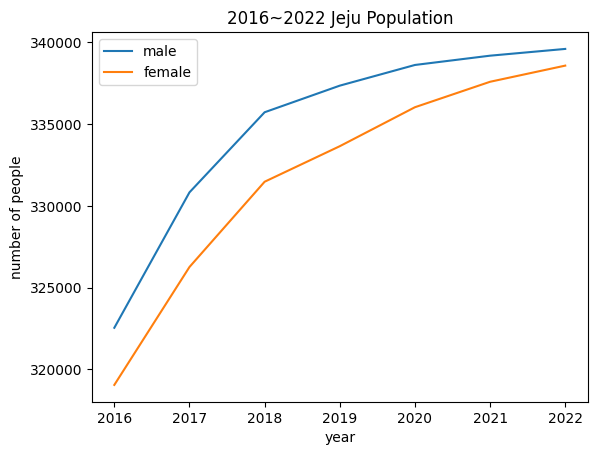 2016~2022 Jeju Population
male
female
number of people
340000
335000
330000
325000
320000
2016 2017 2018 2019 2020 2021 2022
year